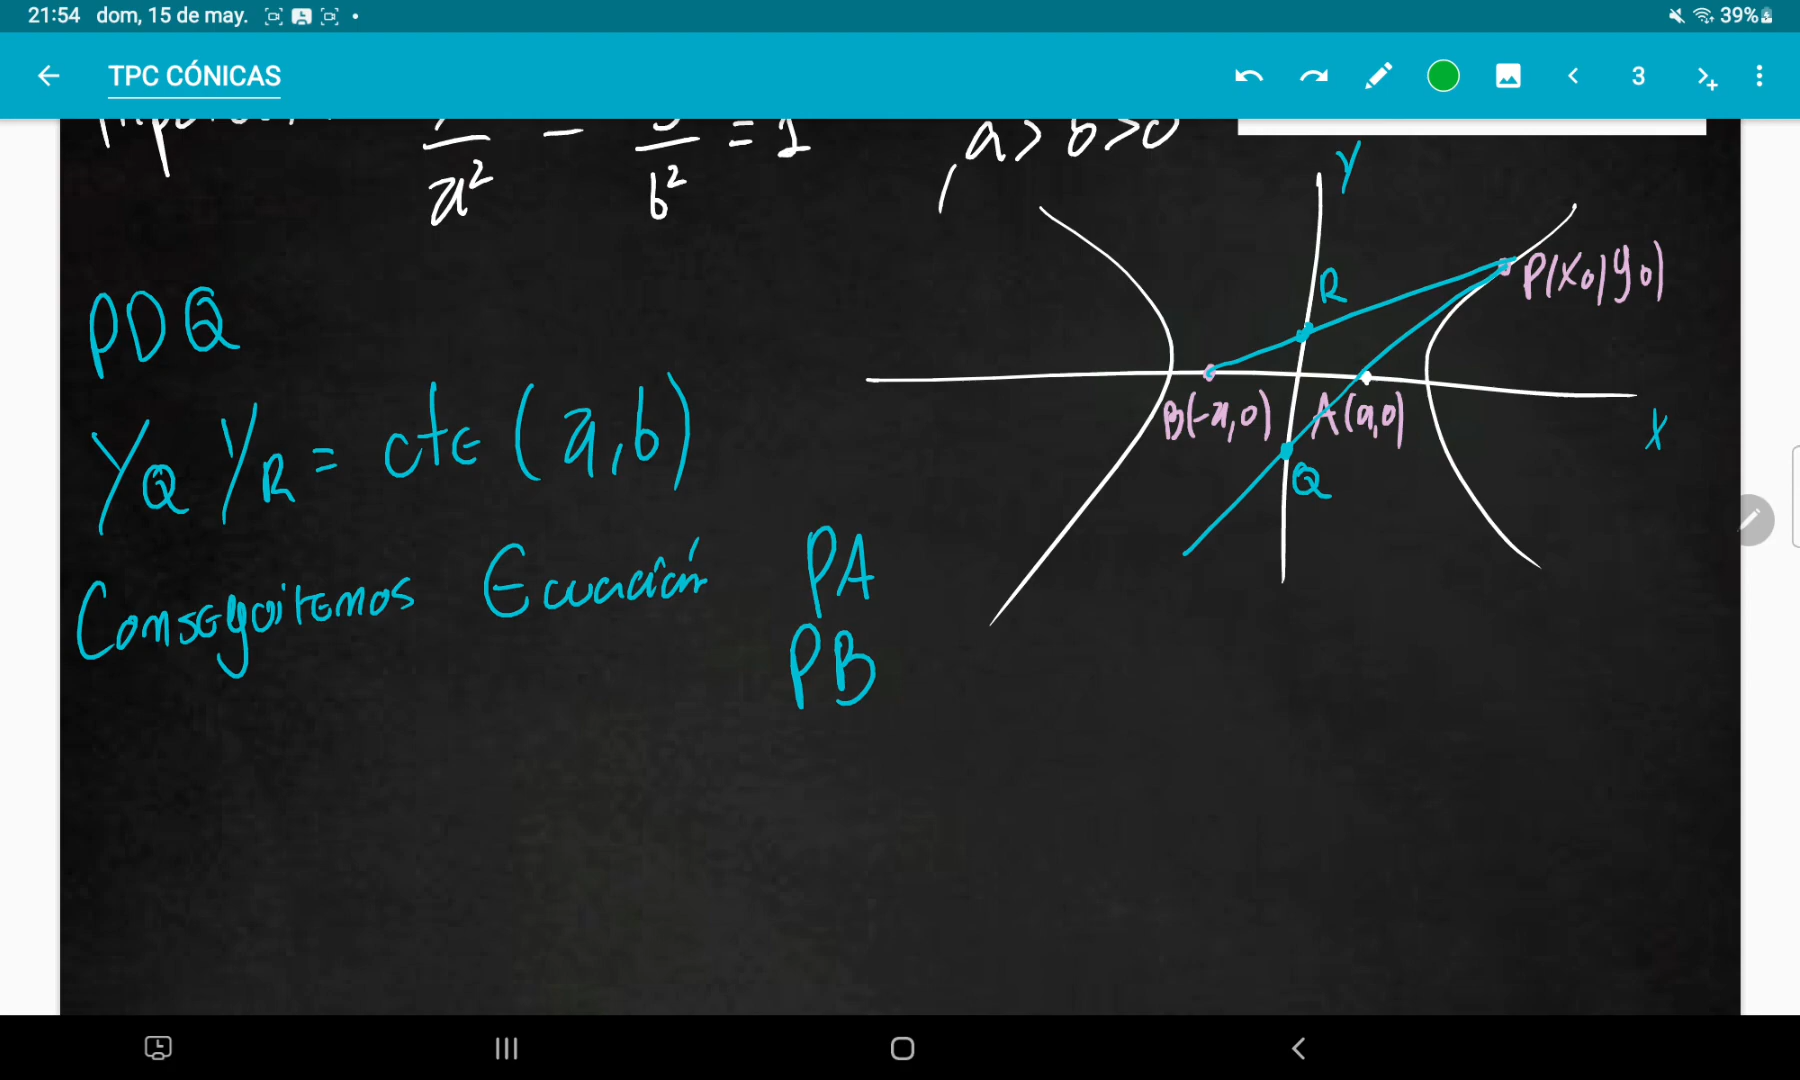 21:54 dom, 15 de may. 39%
TPC CÓNICAS
3
a² - b² = 1 , a > b > 0
Y
R
P(x₀, y₀)
PDQ
B(-a,0) A(a,0)
X
Y_Q Y_R = cte (a,b)
Q
Conseguiremos Ecuación PA
PB